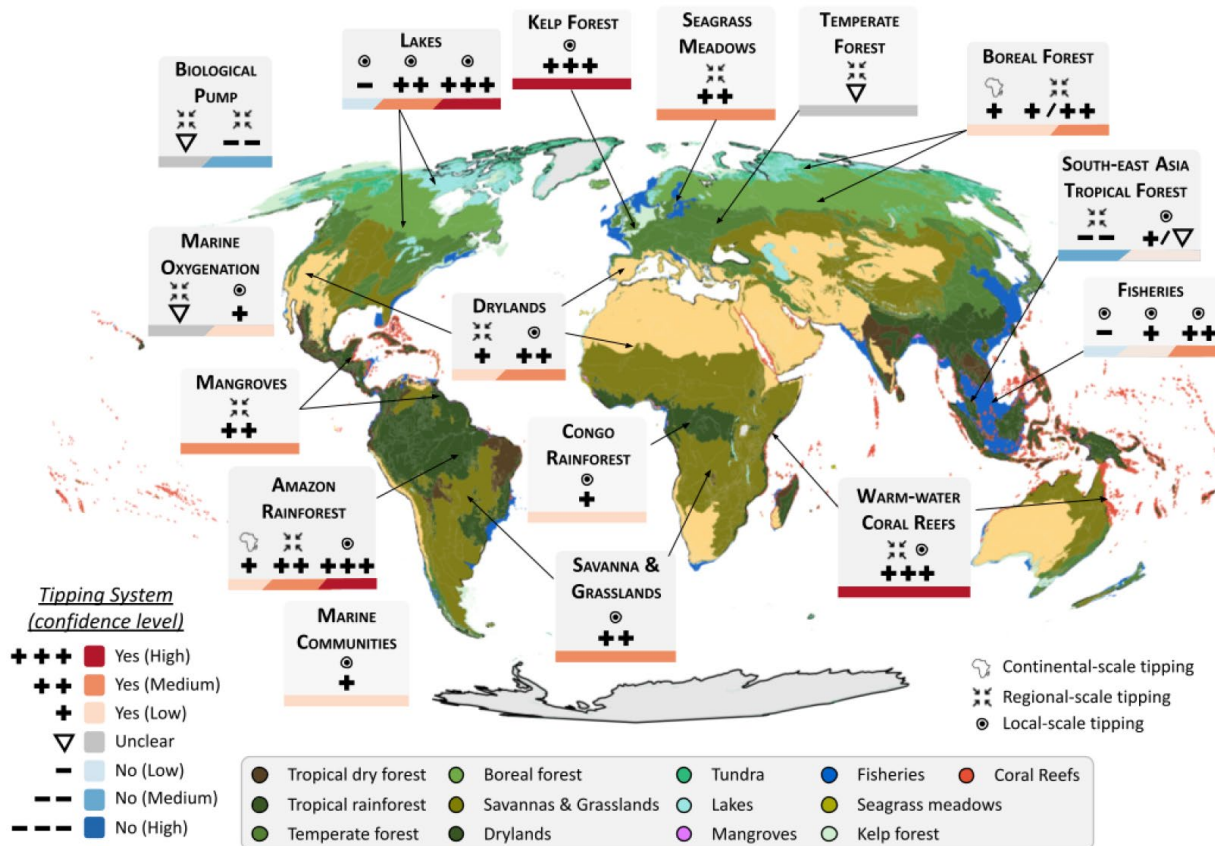 KELP FOREST
+++
SEAGRASS
MEADOWS
++
TEMPERATE
FOREST
▽
LAKES
− ++ +++
BIOLOGICAL
PUMP
▽ −−
BOREAL FOREST
+ +/++
SOUTH-EAST ASIA
TROPICAL FOREST
−− +/▽
MARINE
OXYGENATION
▽ +
FISHERIES
− + ++
DRYLANDS
+ ++
MANGROVES
++
CONGO
RAINFOREST
+
AMAZON
RAINFOREST
+ ++ +++
WARM-WATER
CORAL REEFS
+++
SAVANNA &
GRASSLANDS
++
MARINE
COMMUNITIES
+
Tipping System
(confidence level)
+++ Yes (High)
++ Yes (Medium)
+ Yes (Low)
▽ Unclear
− No (Low)
−− No (Medium)
−−− No (High)
Continental-scale tipping
Regional-scale tipping
Local-scale tipping
Tropical dry forest
Boreal forest
Tundra
Fisheries
Coral Reefs
Tropical rainforest
Savannas & Grasslands
Lakes
Seagrass meadows
Temperate forest
Drylands
Mangroves
Kelp forest